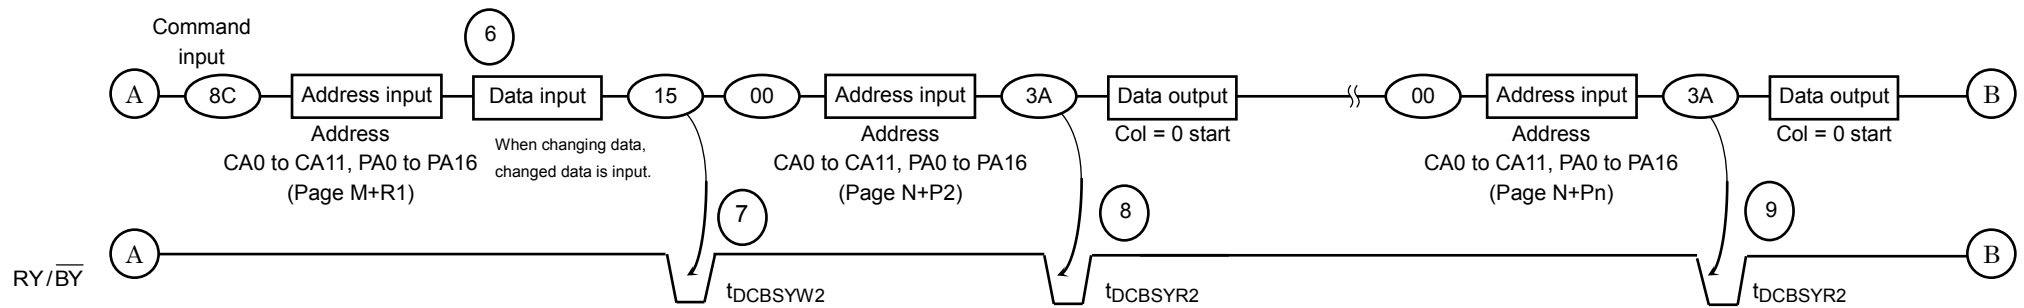 Command
input
6
A 8C Address input Data input 15 00 Address input 3A Data output 00 Address input 3A Data output B
Address
CA0 to CA11, PA0 to PA16
(Page M+R1)
When changing data,
changed data is input.
Address
CA0 to CA11, PA0 to PA16
(Page N+P2)
Col = 0 start
Address
CA0 to CA11, PA0 to PA16
(Page N+Pn)
Col = 0 start
7
8
9
A B
RY/BY
tDCBSYW2
tDCBSYR2
tDCBSYR2